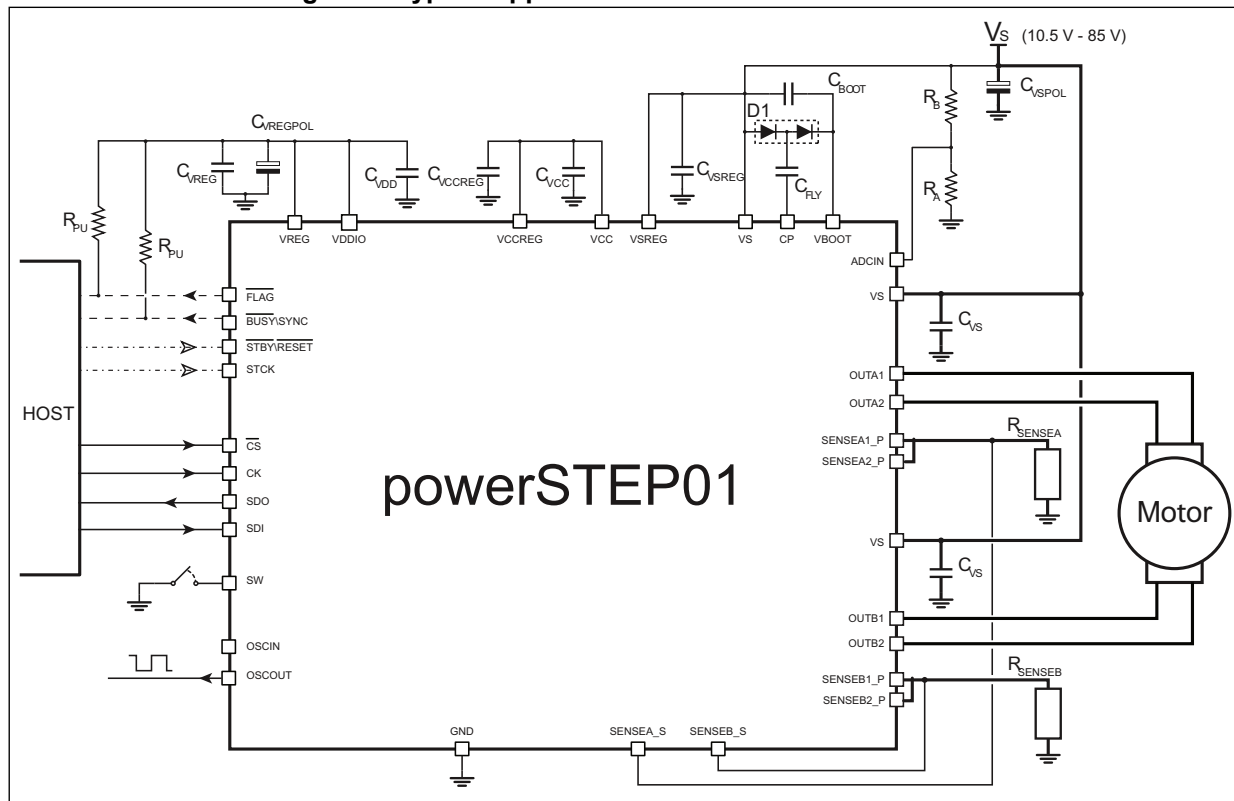 VS (10.5 V - 85 V)
CBOOT
CVSPOL
RB
D1
CVREGPOL
CVREG
CVDD
CVCCREG
CVCC
CVSREG
CFLY
RA
RPU
RPU
VREG
VDDIO
VCCREG
VCC
VSREG
VS
CP
VBOOT
ADCIN
FLAG
VS
BUSY\SYNC
CVS
STBY\RESET
STCK
OUTA1
HOST
OUTA2
RSENSEA
CS
SENSEA1_P
CK
SENSEA2_P
powerSTEP01
SDO
Motor
SDI
VS
SW
CVS
OUTB1
OSCIN
OUTB2
OSCOUT
SENSEB1_P
RSENSEB
SENSEB2_P
GND
SENSEA_S
SENSEB_S